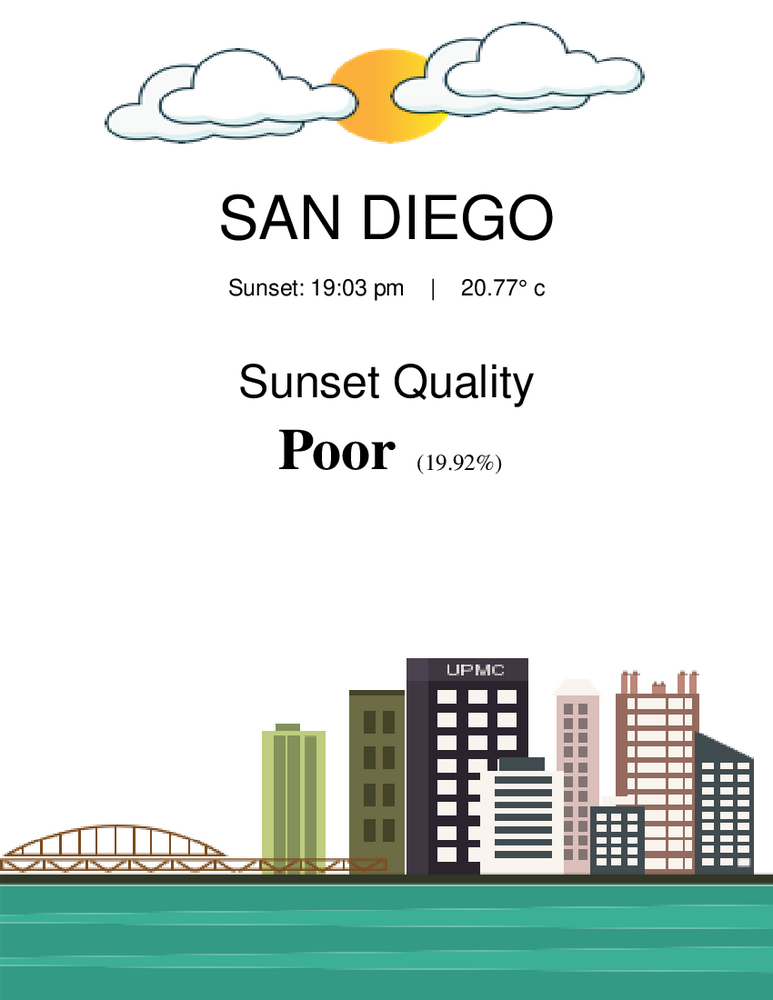 SAN DIEGO
Sunset: 19:03 pm | 20.77° c
Sunset Quality
Poor (19.92%)
UPMC